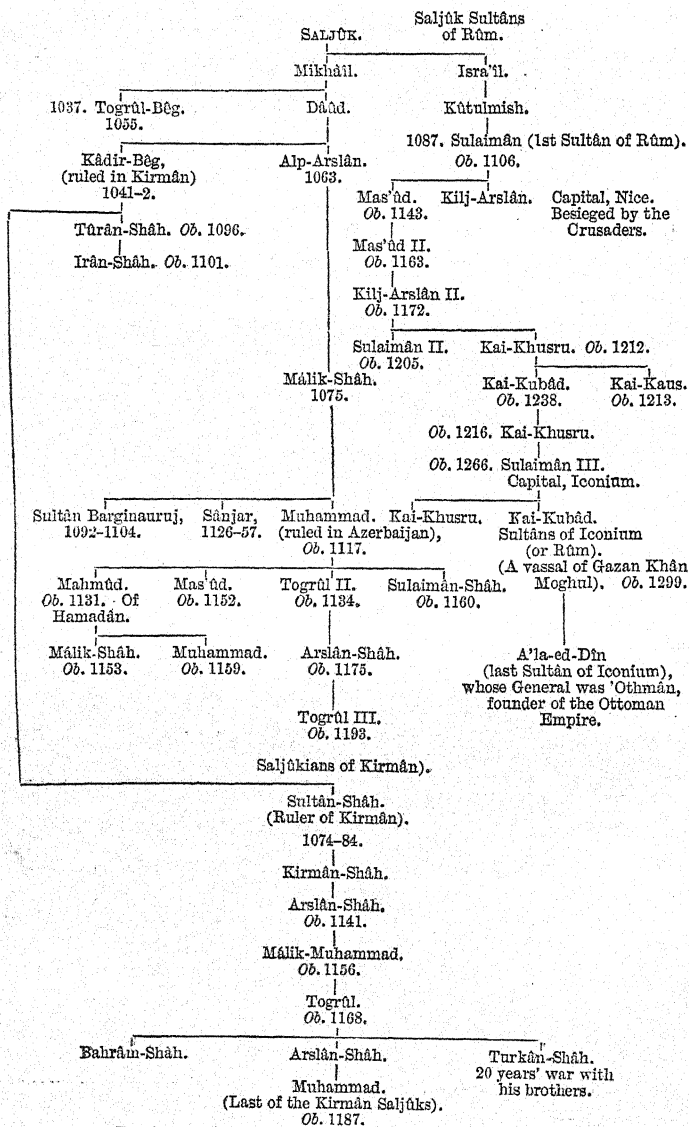 Saljûk Sultâns
of Rûm.
SALJÛK.
Mikhâil. Isra'il.
1037. Togrûl-Bêg. Dâûd. Kûtulmish.
1055.
1087. Sulaimân (1st Sultân of Rûm).
Ob. 1106.
Kâdir-Bêg, Alp-Arslân.
(ruled in Kirmân) 1063.
1041-2.
Mas'ûd. Kilj-Arslân. Capital, Nice.
Ob. 1143. Besieged by the
Crusaders.
Tûrân-Shâh. Ob. 1096.
Mas'ûd II.
Ob. 1163.
Irân-Shâh. Ob. 1101.
Kilj-Arslân II.
Ob. 1172.
Sulaimân II. Kai-Khusru. Ob. 1212.
Ob. 1205.
Málik-Shâh. Kai-Kubâd. Kai-Kaus.
1075. Ob. 1238. Ob. 1213.
Ob. 1216. Kai-Khusru.
Ob. 1266. Sulaimân III.
Capital, Iconium.
Sultân Barginauruj, Sânjar, Muhammad. Kai-Khusru. Kai-Kubâd.
1092-1104. 1126-57. (ruled in Azerbaijan), Sultâns of Iconium
Ob. 1117. (or Rûm).
(A vassal of Gazan Khân
Moghul). Ob. 1299.
Mahmûd. Mas'ûd. Togrûl II. Sulaimân-Shâh.
Ob. 1131. Of Ob. 1152. Ob. 1134. Ob. 1160.
Hamadán.
Málik-Shâh. Muhammad. Arslân-Shâh. A'la-ed-Dîn
Ob. 1153. Ob. 1159. Ob. 1175. (last Sultân of Iconium),
whose General was 'Othmân,
founder of the Ottoman
Empire.
Togrûl III.
Ob. 1193.
Saljûkians of Kirmân).
Sultân-Shâh.
(Ruler of Kirmân).
1074-84.
Kirmân-Shâh.
Arslân-Shâh.
Ob. 1141.
Málik-Muhammad.
Ob. 1156.
Togrûl.
Ob. 1168.
Bahrâm-Shâh. Arslân-Shâh. Turkân-Shâh.
20 years' war with
his brothers.
Muhammad.
(Last of the Kirmân Saljûks).
Ob. 1187.